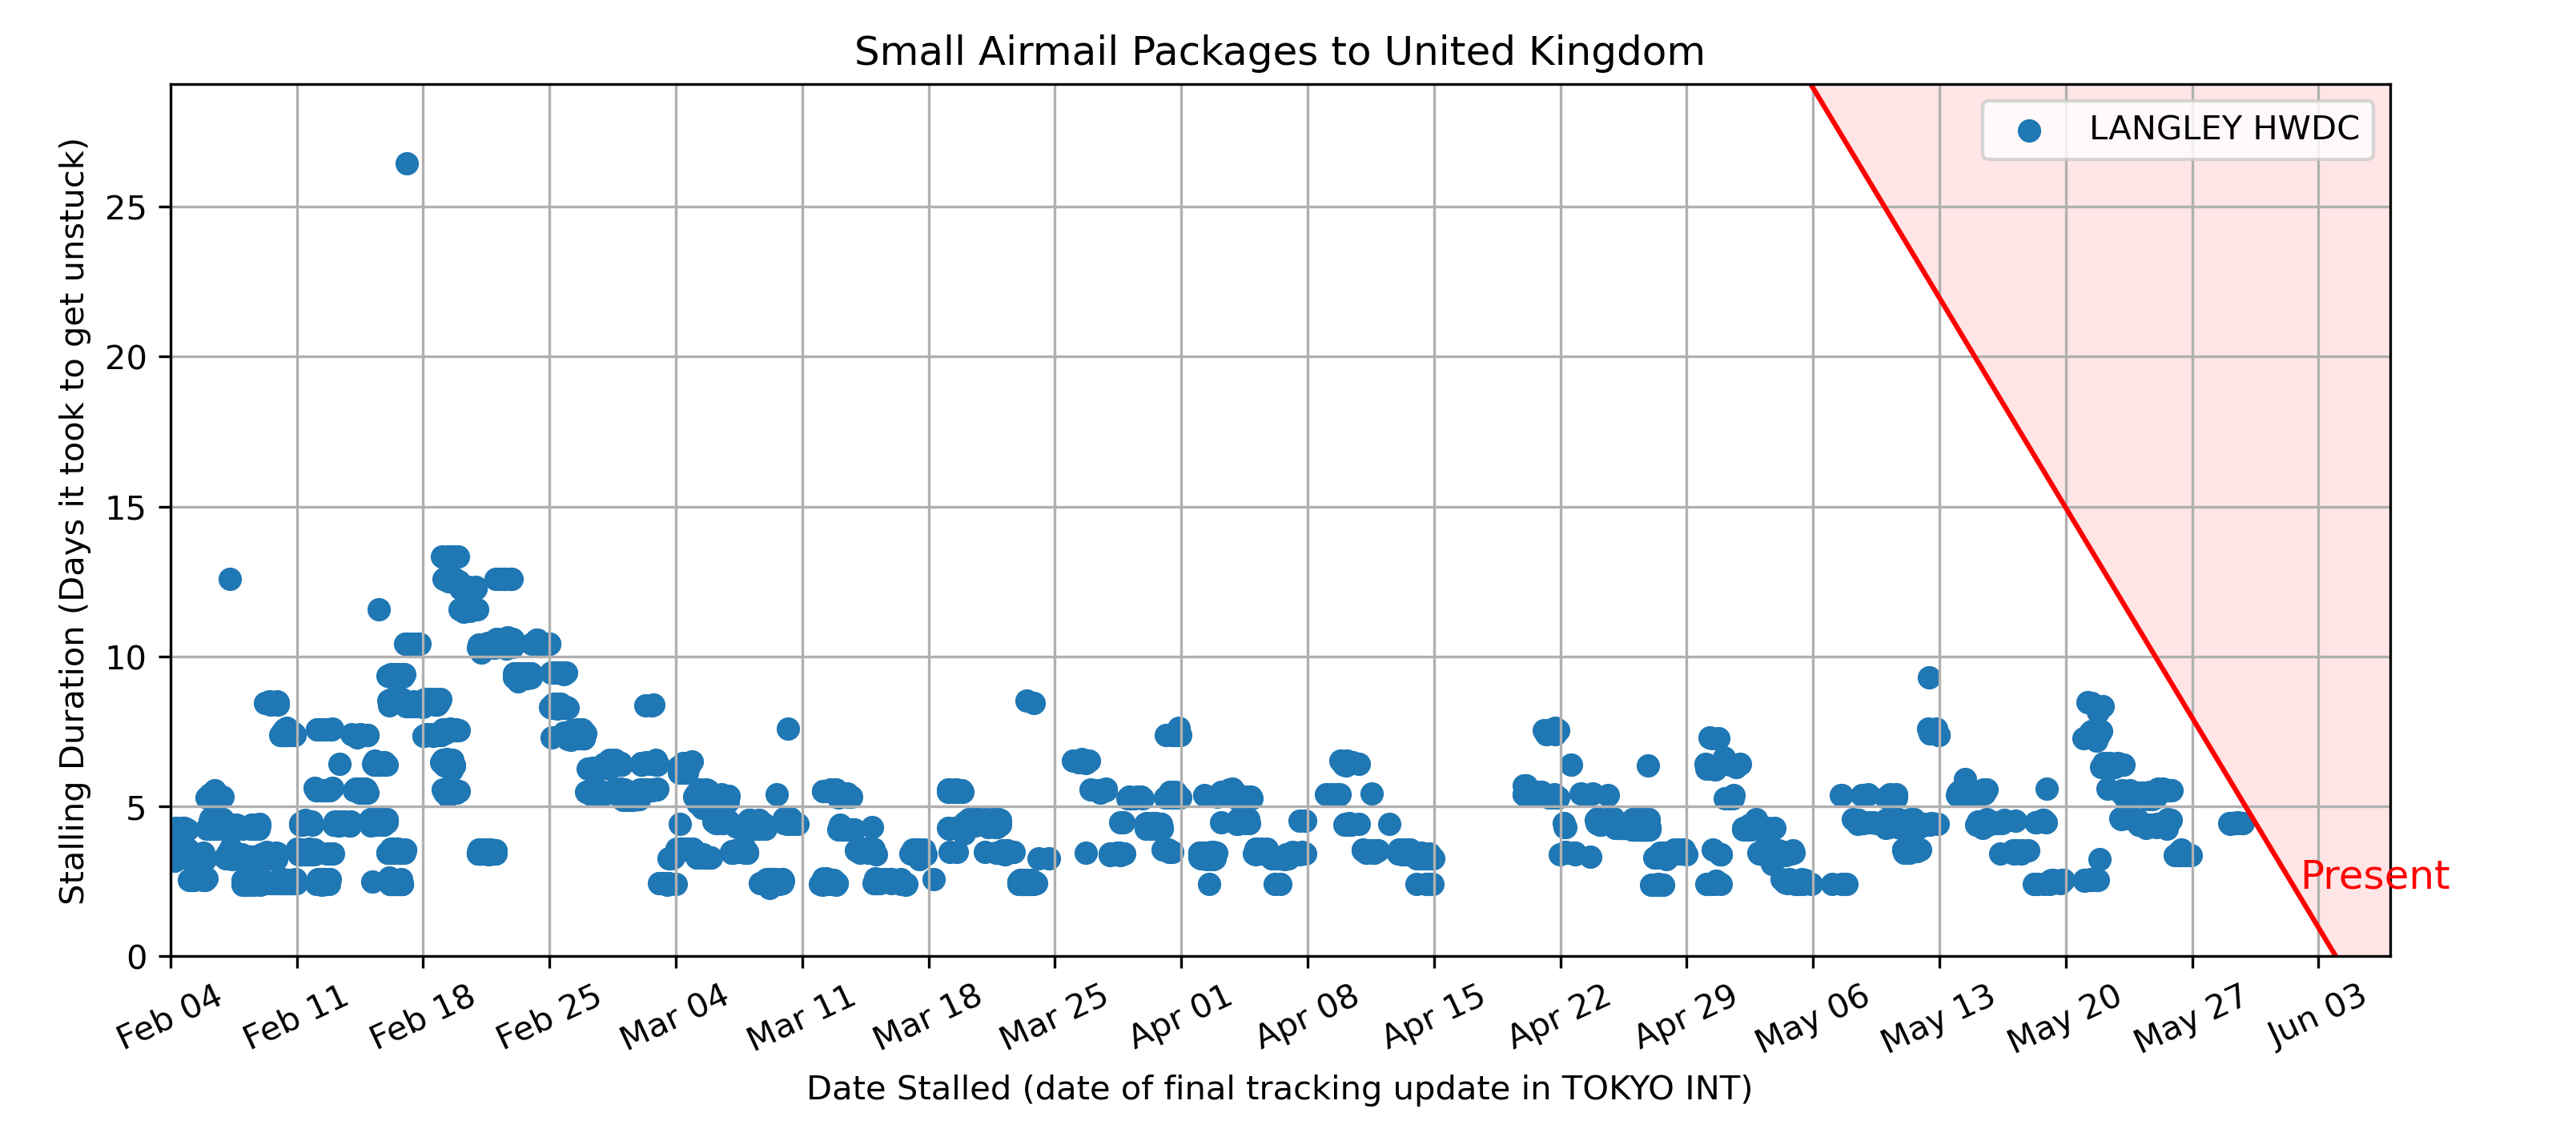 Small Airmail Packages to United Kingdom
LANGLEY HWDC
Stalling Duration (Days it took to get unstuck)
25
20
15
10
5
0
Present
Feb 04
Feb 11
Feb 18
Feb 25
Mar 04
Mar 11
Mar 18
Mar 25
Apr 01
Apr 08
Apr 15
Apr 22
Apr 29
May 06
May 13
May 20
May 27
Jun 03
Date Stalled (date of final tracking update in TOKYO INT)